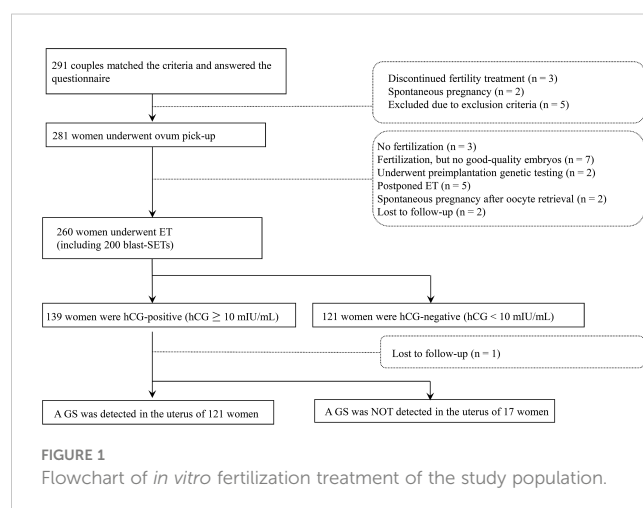 291 couples matched the criteria and answered the
questionnaire
Discontinued fertility treatment (n = 3)
Spontaneous pregnancy (n = 2)
Excluded due to exclusion criteria (n = 5)
281 women underwent ovum pick-up
No fertilization (n = 3)
Fertilization, but no good-quality embryos (n = 7)
Underwent preimplantation genetic testing (n = 2)
Postponed ET (n = 5)
Spontaneous pregnancy after oocyte retrieval (n = 2)
Lost to follow-up (n = 2)
260 women underwent ET
(including 200 blast-SETs)
139 women were hCG-positive (hCG ≥ 10 mIU/mL)
121 women were hCG-negative (hCG < 10 mIU/mL)
Lost to follow-up (n = 1)
A GS was detected in the uterus of 121 women
A GS was NOT detected in the uterus of 17 women
FIGURE 1
Flowchart of in vitro fertilization treatment of the study population.